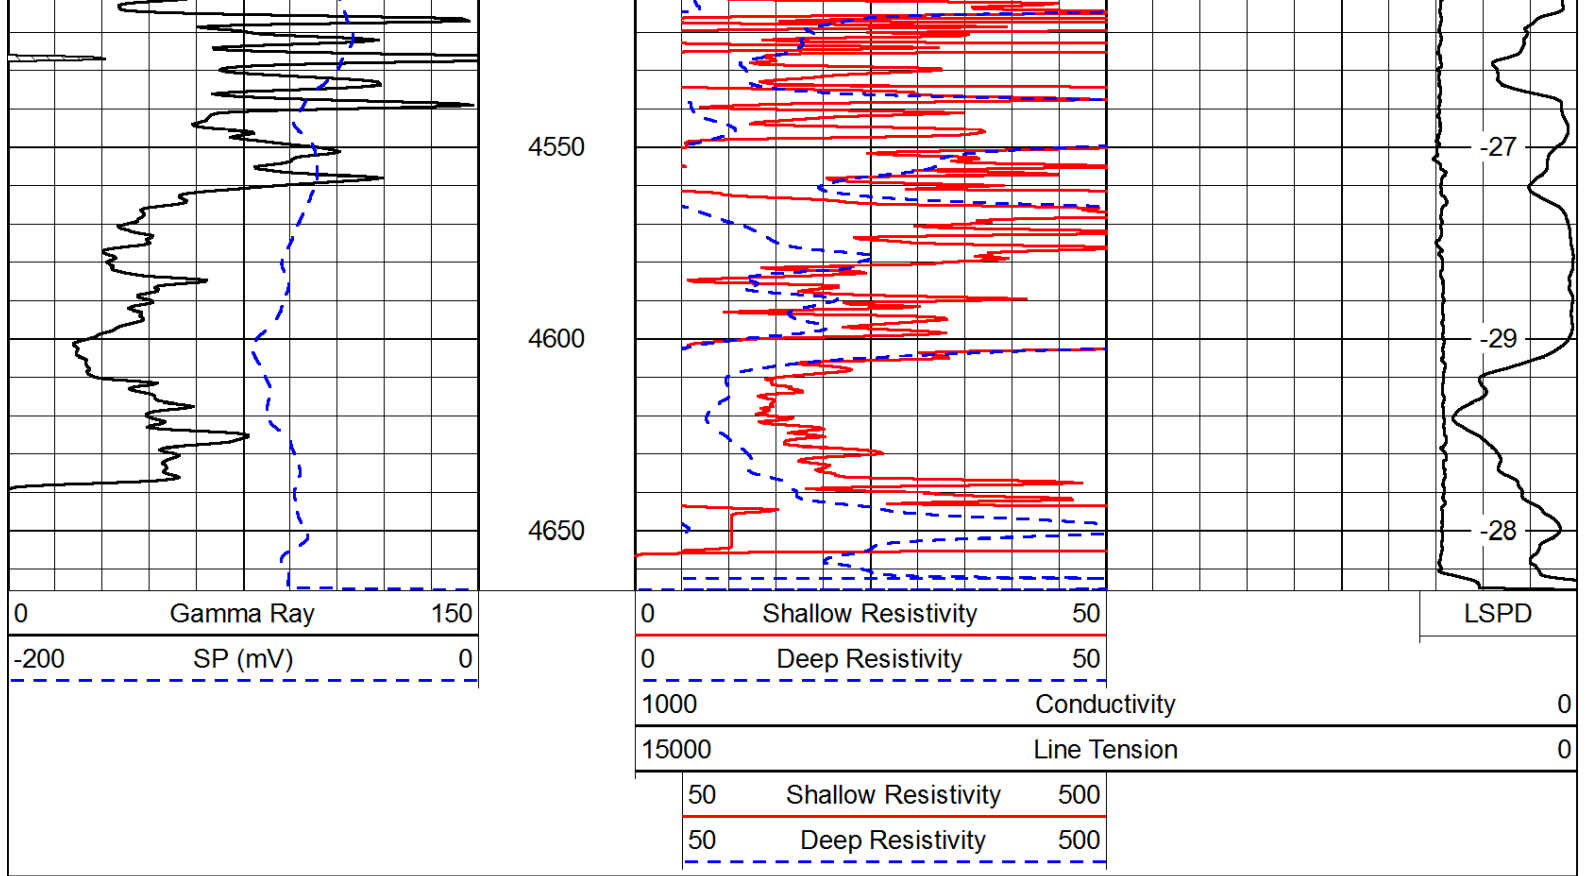 4550
-27
4600
-29
4650
-28
0 Gamma Ray 150
0 Shallow Resistivity 50
LSPD
-200 SP (mV) 0
0 Deep Resistivity 50
1000 Conductivity 0
15000 Line Tension 0
50 Shallow Resistivity 500
50 Deep Resistivity 500